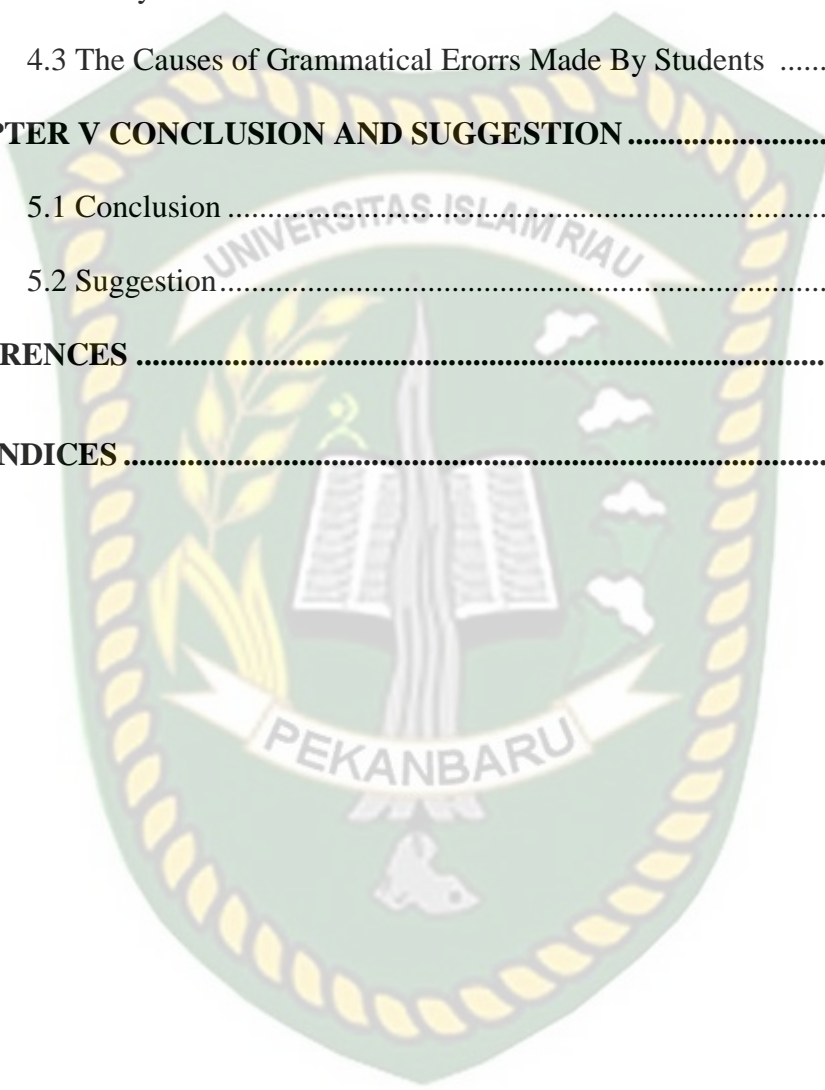 4.3 The Causes of Grammatical Erorrs Made By Students ......
PTER V CONCLUSION AND SUGGESTION ........................
5.1 Conclusion ................................................................................
5.2 Suggestion.................................................................................
RENCES ...................................................................................
NDICES .....................................................................................
UNIVERSITAS ISLAM RIAU
PEKANBARU